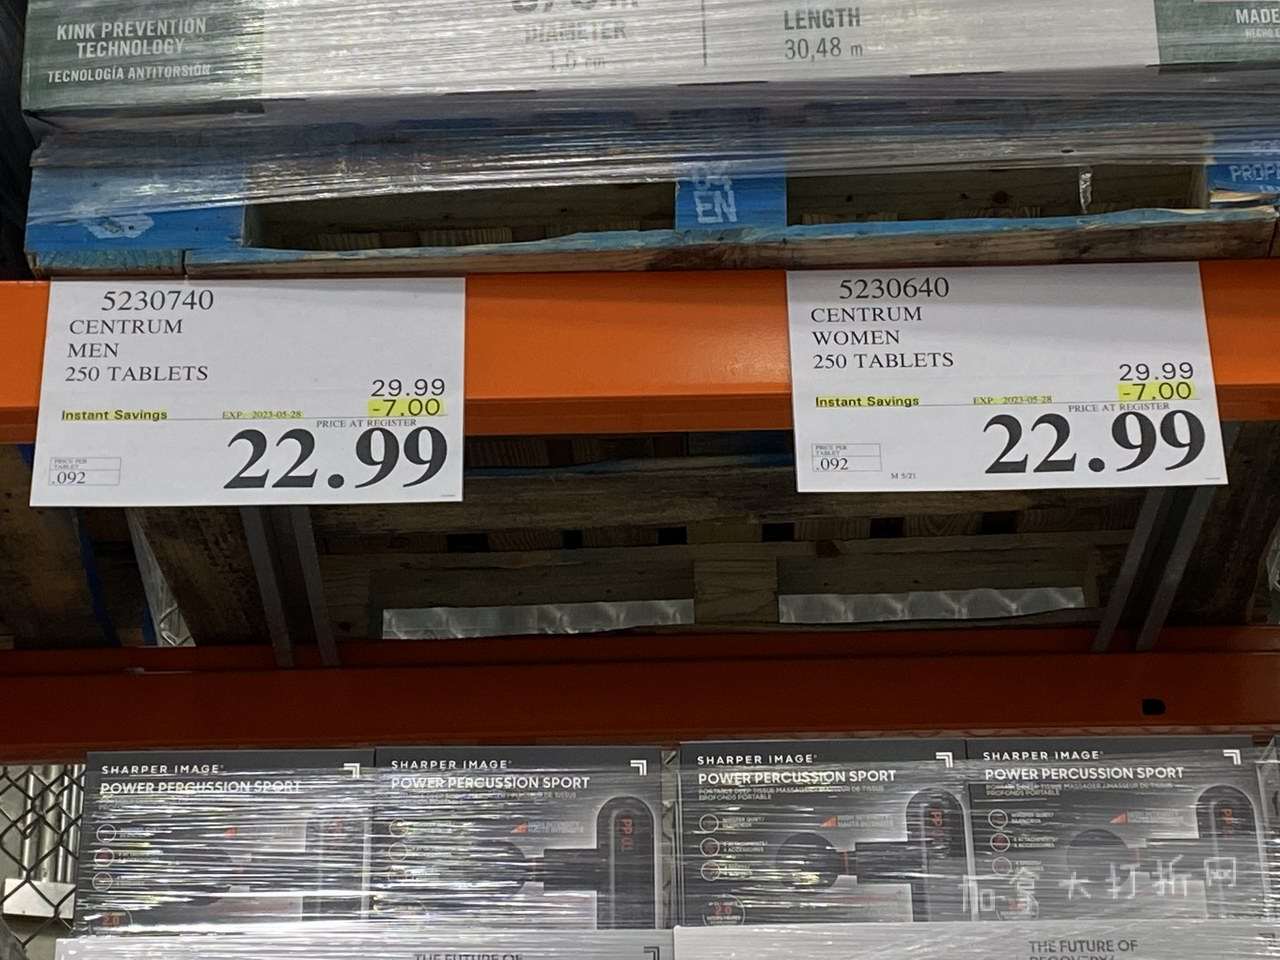 KINK PREVENTION
TECHNOLOGY
TECNOLOGÍA ANTITORSIÓN
DIAMETER
LENGTH
30,48 m
MADE
EN
PROP
5230740
CENTRUM
MEN
250 TABLETS
29.99
Instant Savings EXP. 2023-05-28 -7.00
PRICE AT REGISTER
22.99
PRICE PER
TABLET
.092
5230640
CENTRUM
WOMEN
250 TABLETS
29.99
Instant Savings EXP. 2023-05-28 -7.00
PRICE AT REGISTER
22.99
PRICE PER
TABLET
.092
M 5/21
SHARPER IMAGE
POWER PERCUSSION SPORT
SHARPER IMAGE
POWER PERCUSSION SPORT
SHARPER IMAGE
POWER PERCUSSION SPORT
SHARPER IMAGE
POWER PERCUSSION SPORT
加拿大打折网
THE FUTURE OF
THE FUTURE OF